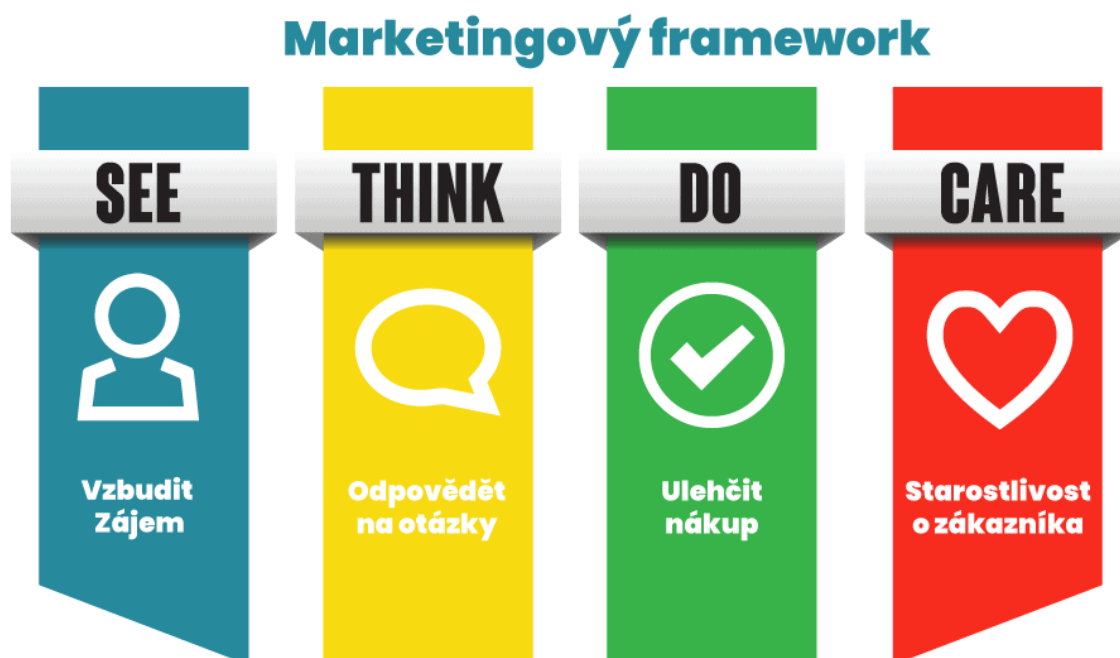 Marketingový framework
SEE
THINK
DO
CARE
Vzbudit
Zájem
Odpovědět
na otázky
Ulehčit
nákup
Starostlivost
o zákazníka